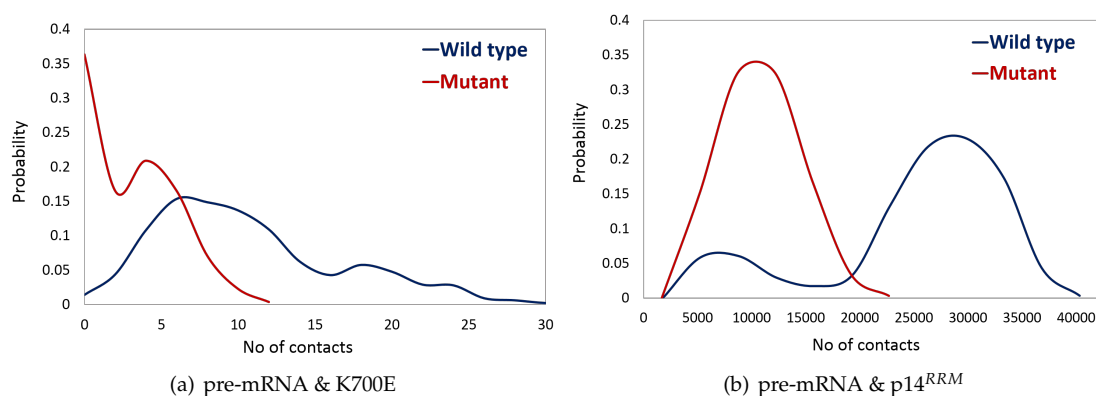 0.4
0.35
0.3
0.25
0.2
0.15
0.1
0.05
0
Probability
Wild type
Mutant
0 5 10 15 20 25 30
No of contacts
(a) pre-mRNA & K700E
0.4
0.35
0.3
0.25
0.2
0.15
0.1
0.05
0
Probability
Wild type
Mutant
0 5000 10000 15000 20000 25000 30000 35000 40000
No of contacts
(b) pre-mRNA & p14RRM